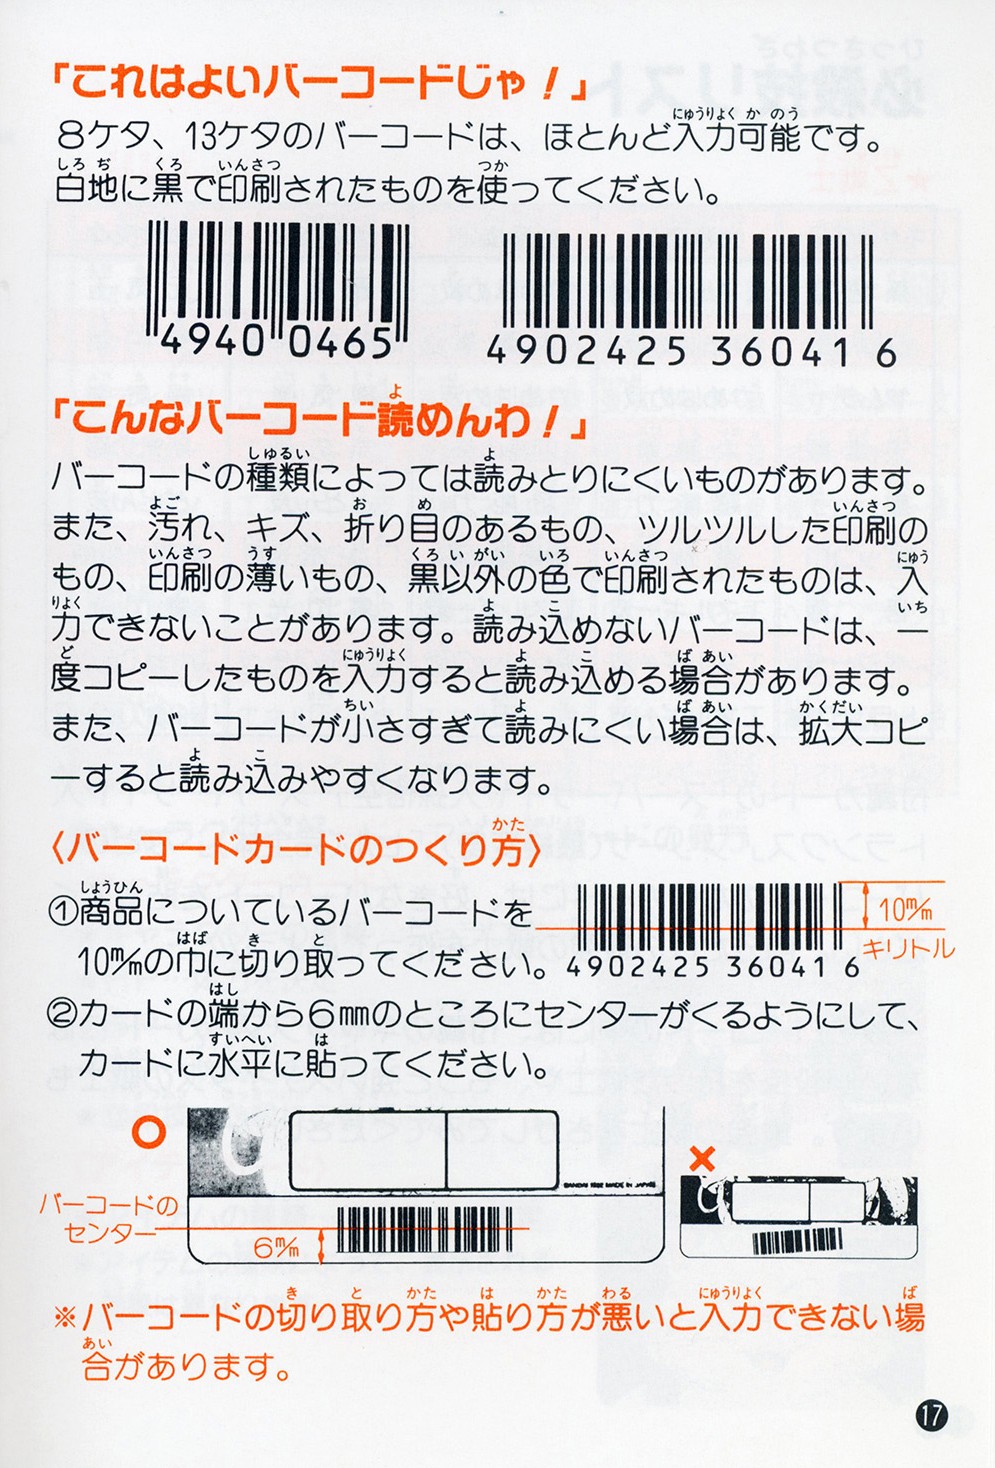 「これはよいバーコードじゃ！」
8ケタ、13ケタのバーコードは、ほとんど入力可能です。
白地に黒で印刷されたものを使ってください。
4940 0465
4902425 360416
「こんなバーコード読めんわ！」
バーコードの種類によっては読みとりにくいものがあります。
また、汚れ、キズ、折り目のあるもの、ツルツルした印刷の
もの、印刷の薄いもの、黒以外の色で印刷されたものは、入
力できないことがあります。読み込めないバーコードは、一
度コピーしたものを入力すると読み込める場合があります。
また、バーコードが小さすぎて読みにくい場合は、拡大コピ
ーすると読み込みやすくなります。
〈バーコードカードのつくり方〉
①商品についているバーコードを
10m/mの巾に切り取ってください。
4902425 360416
10m/m
キリトル
②カードの端から6mmのところにセンターがくるようにして、
カードに水平に貼ってください。
○
×
BANDAI 1992 MADE IN JAPAN
バーコードの
センター
6m/m
※バーコードの切り取り方や貼り方が悪いと入力できない場
合があります。
17